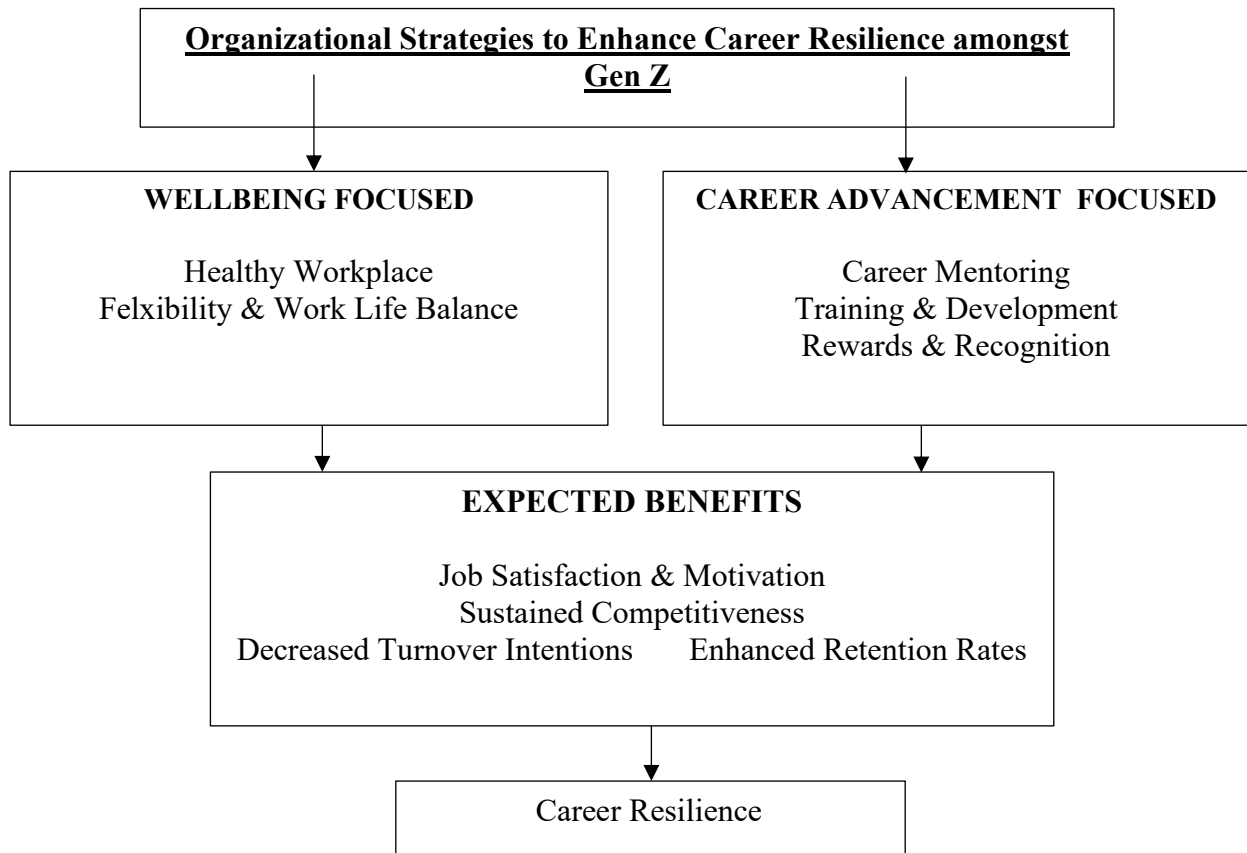 Organizational Strategies to Enhance Career Resilience amongst
Gen Z
WELLBEING FOCUSED
Healthy Workplace
Felxibility & Work Life Balance
CAREER ADVANCEMENT FOCUSED
Career Mentoring
Training & Development
Rewards & Recognition
EXPECTED BENEFITS
Job Satisfaction & Motivation
Sustained Competitiveness
Decreased Turnover Intentions Enhanced Retention Rates
Career Resilience